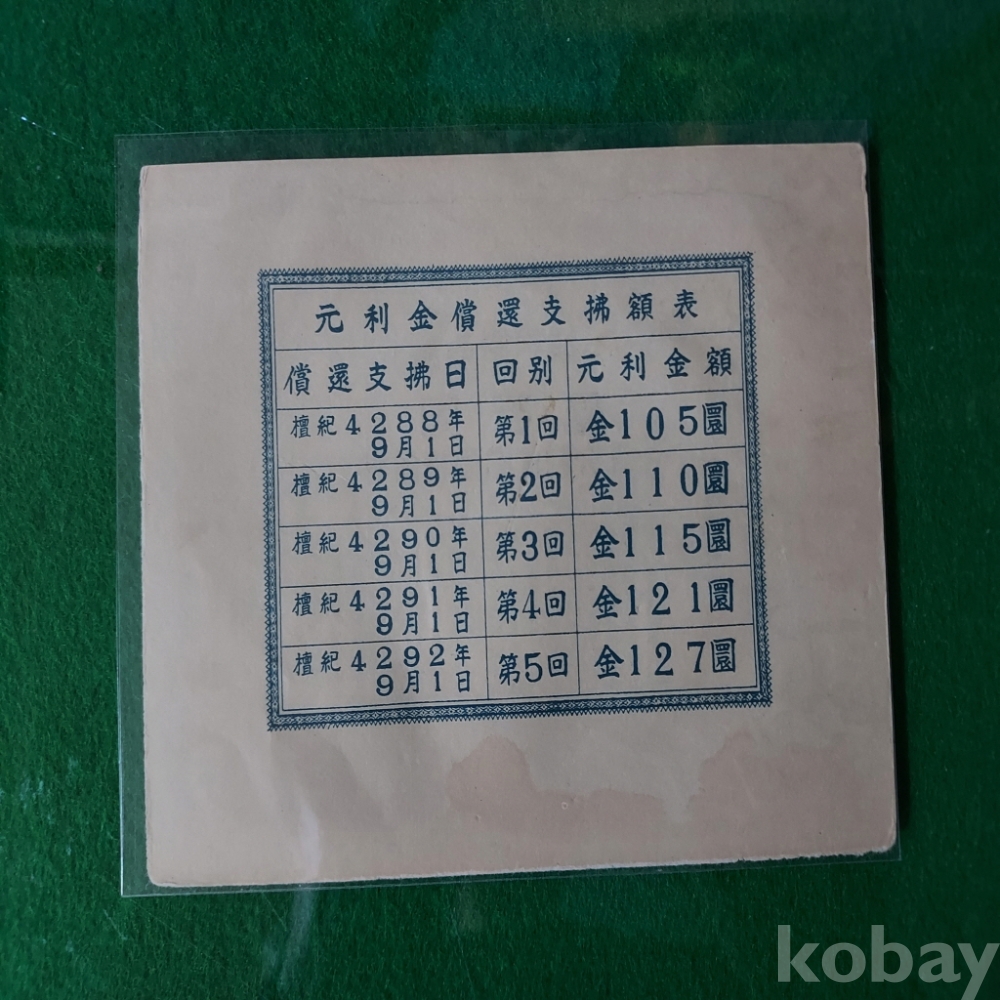 元利金償還支拂額表
償還支拂日 回別 元利金額
檀紀4288年
9月1日 第1回 金105圜
檀紀4289年
9月1日 第2回 金110圜
檀紀4290年
9月1日 第3回 金115圜
檀紀4291年
9月1日 第4回 金121圜
檀紀4292年
9月1日 第5回 金127圜
kobay